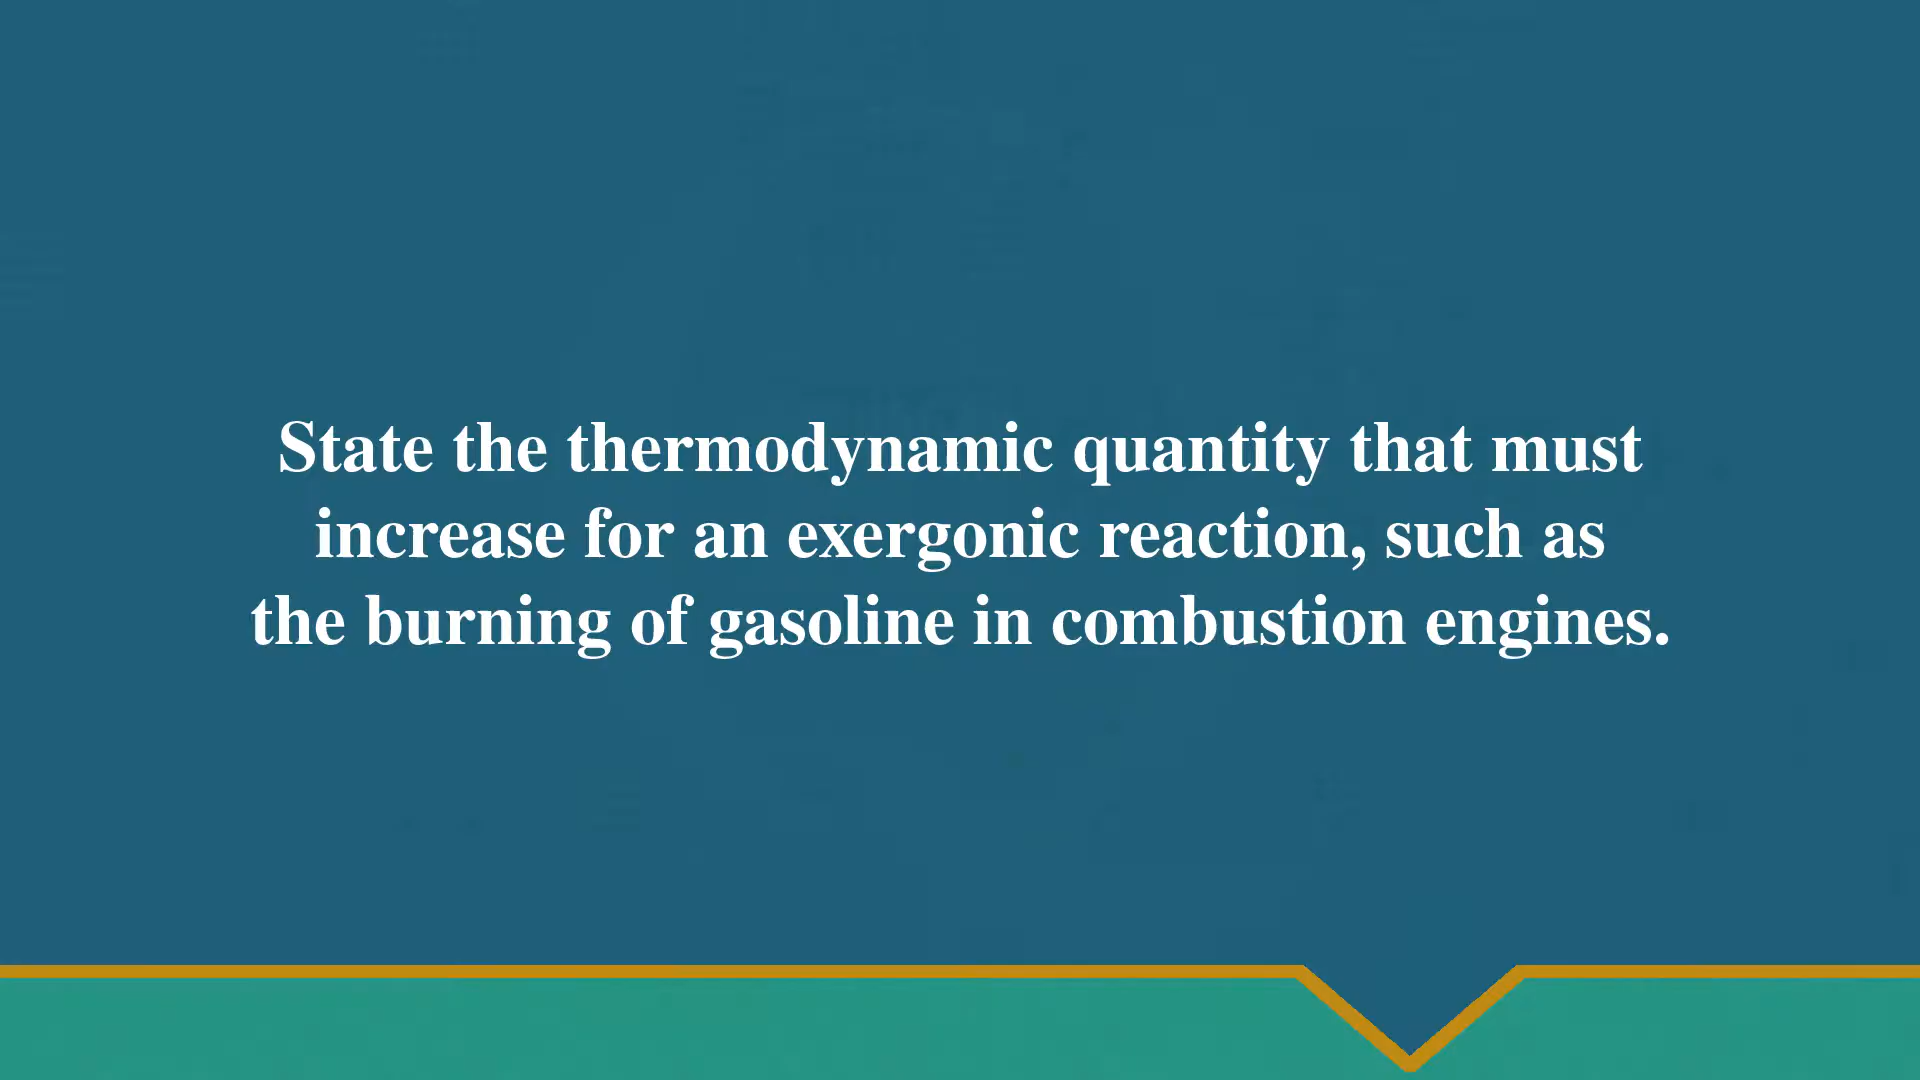 State the thermodynamic quantity that must
increase for an exergonic reaction, such as
the burning of gasoline in combustion engines.